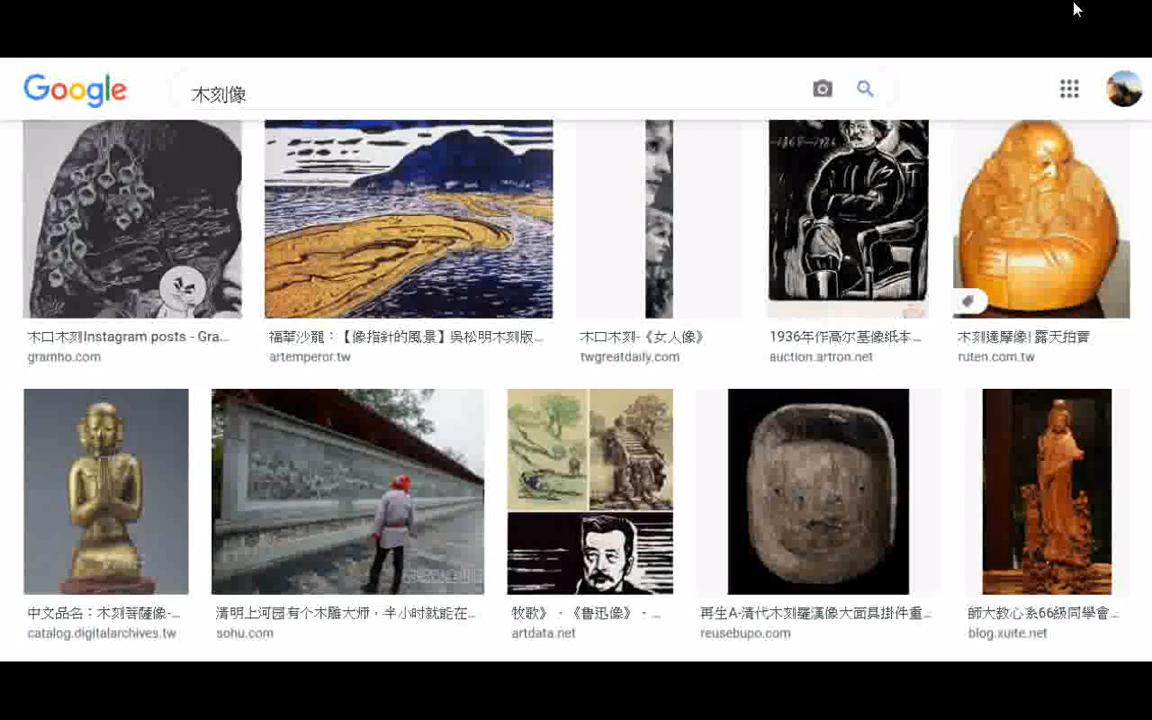 Google
木刻像
木口木刻Instagram posts - Gra...
gramho.com
福華沙龍：【像指針的風景】吳松明木刻版...
artemperor.tw
木口木刻-《女人像》
twgreatdaily.com
1936年作高尔基像纸本...
auction.artron.net
木刻達摩像! 露天拍賣
ruten.com.tw
中文品名：木刻菩薩像-...
catalog.digitalarchives.tw
清明上河园有个木雕大师，半小时就能在...
sohu.com
牧歌》、《魯迅像》、...
artdata.net
再生A-清代木刻羅漢像大面具掛件重...
reusebupo.com
師大教心系66級同學會...
blog.xuite.net